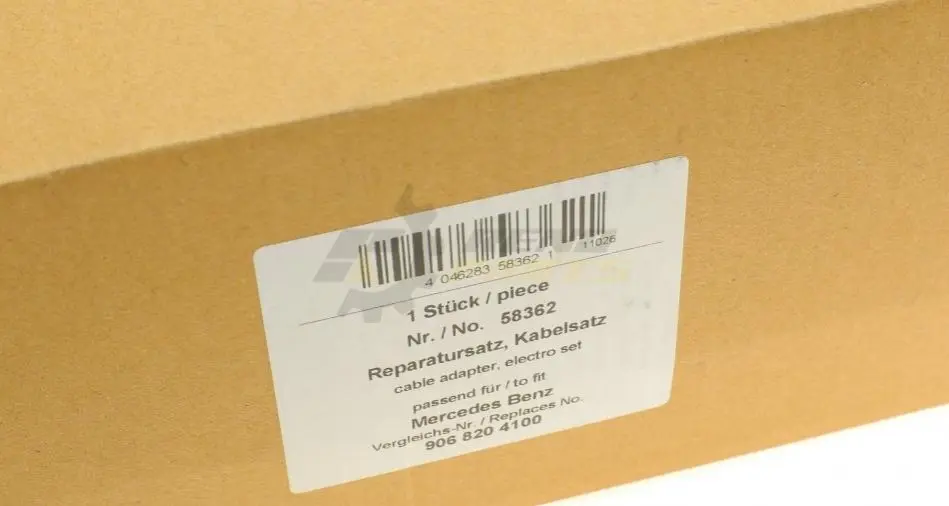 4 046283 58362 1
11026
1 Stück / piece
Nr. / No. 58362
Reparatursatz, Kabelsatz
cable adapter, electro set
passend für / to fit
Mercedes Benz
Vergleichs-Nr. / Replaces No.
906 820 4100